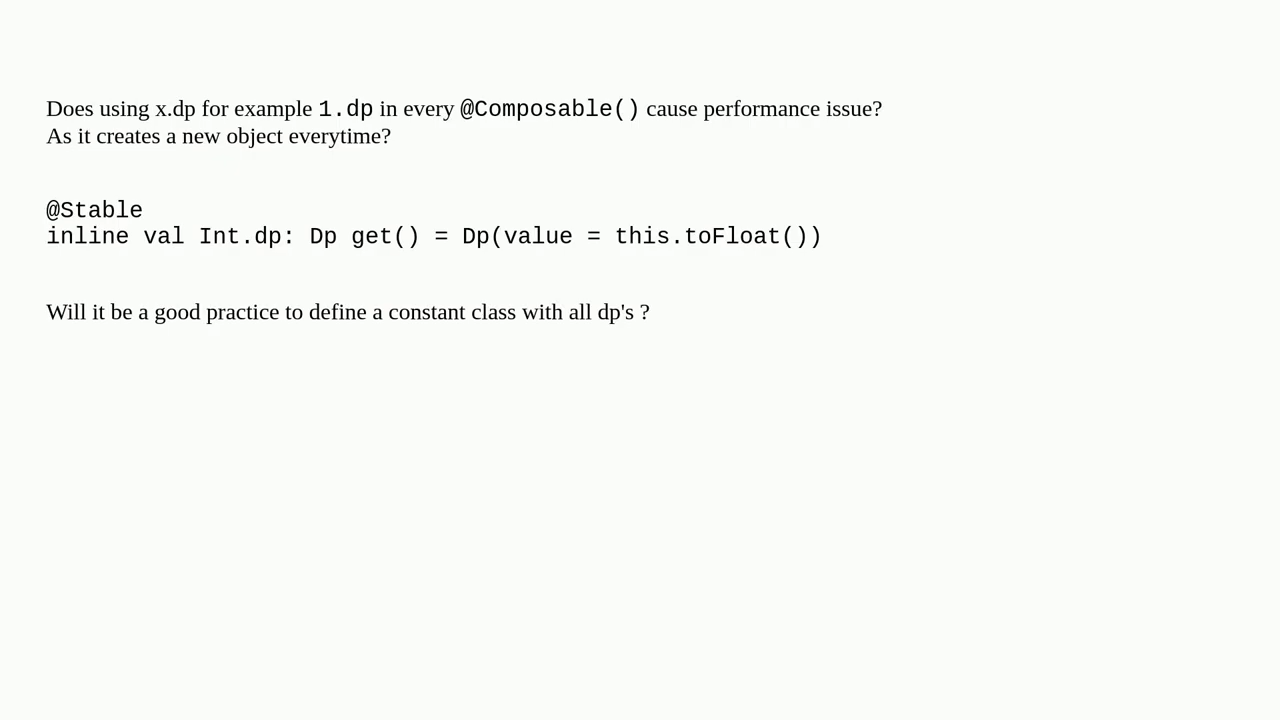 Does using x.dp for example 1.dp in every @Composable() cause performance issue?
As it creates a new object everytime?
@Stable
inline val Int.dp: Dp get() = Dp(value = this.toFloat())
Will it be a good practice to define a constant class with all dp's ?